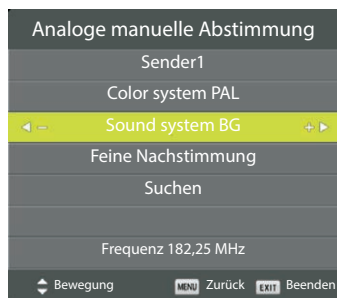 Analoge manuelle Abstimmung
Sender1
Color system PAL
Sound system BG
Feine Nachstimmung
Suchen
Frequenz 182,25 MHz
Bewegung MENU Zurück EXIT Beenden